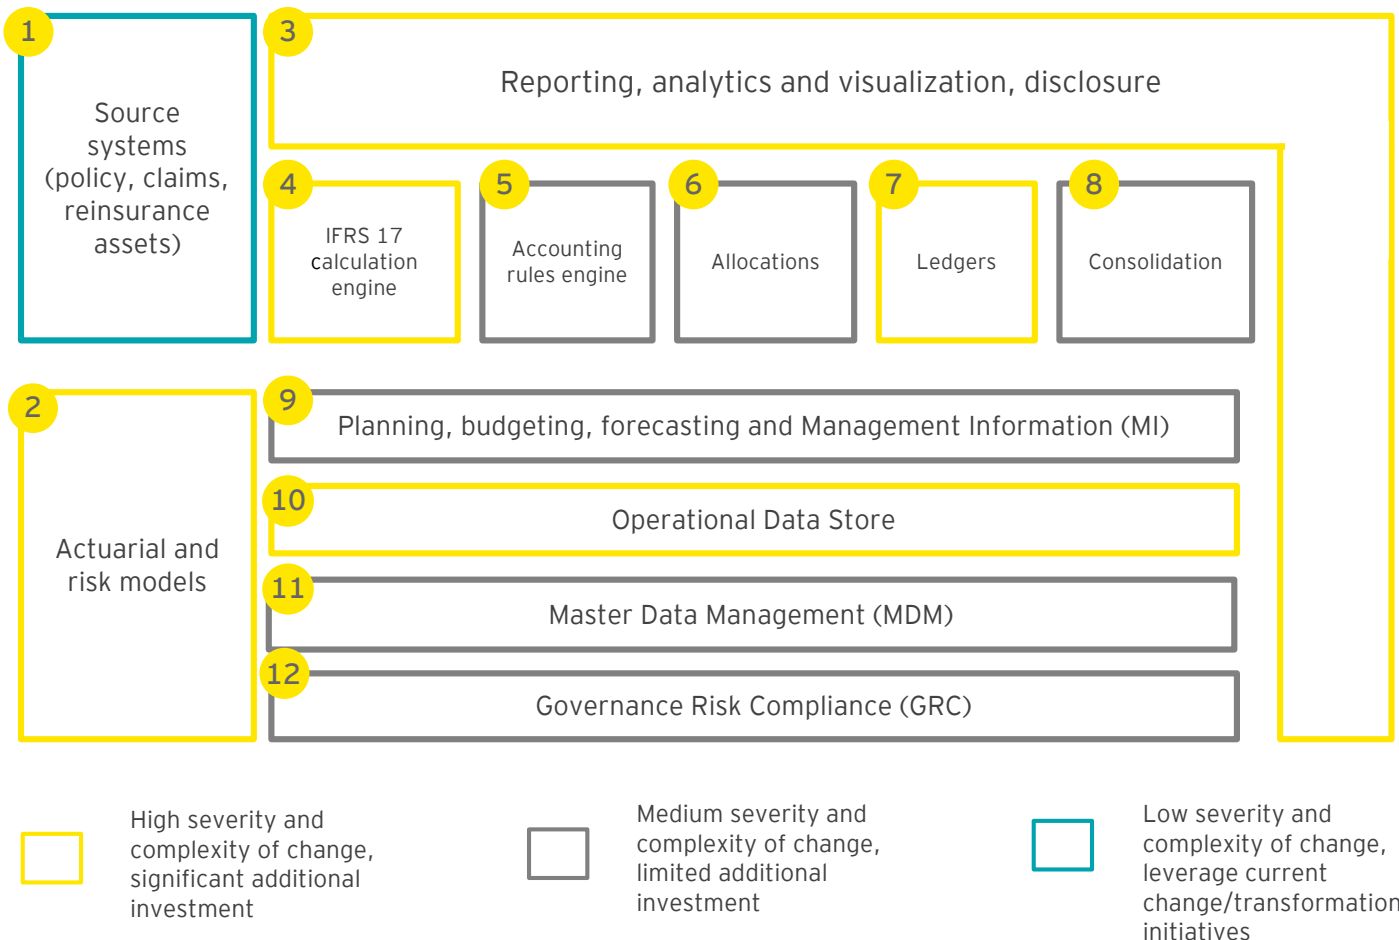 1
Source
systems
(policy, claims,
reinsurance
assets)
3
Reporting, analytics and visualization, disclosure
4
IFRS 17
calculation
engine
5
Accounting
rules engine
6
Allocations
7
Ledgers
8
Consolidation
2
Actuarial and
risk models
9
Planning, budgeting, forecasting and Management Information (MI)
10
Operational Data Store
11
Master Data Management (MDM)
12
Governance Risk Compliance (GRC)
High severity and
complexity of change,
significant additional
investment
Medium severity and
complexity of change,
limited additional
investment
Low severity and
complexity of change,
leverage current
change/transformation
initiatives